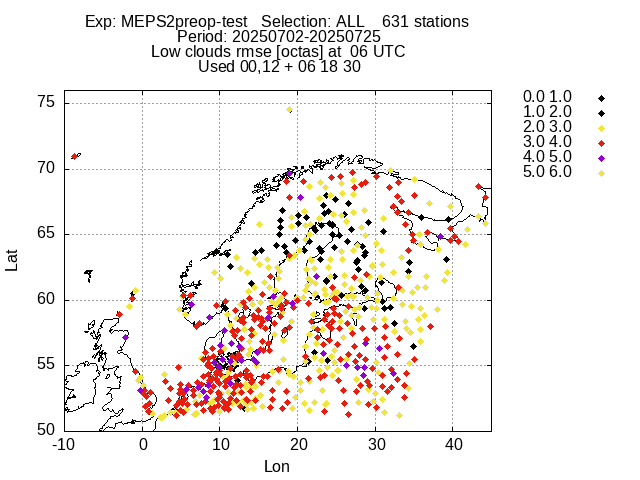 Exp: MEPS2preop-test   Selection: ALL    631 stations
Period: 20250702-20250725
Low clouds rmse [octas] at  06 UTC
Used 00,12 + 06 18 30
0.0 1.0
1.0 2.0
2.0 3.0
3.0 4.0
4.0 5.0
5.0 6.0
75
70
65
60
55
50
Lat
-10 0 10 20 30 40
Lon